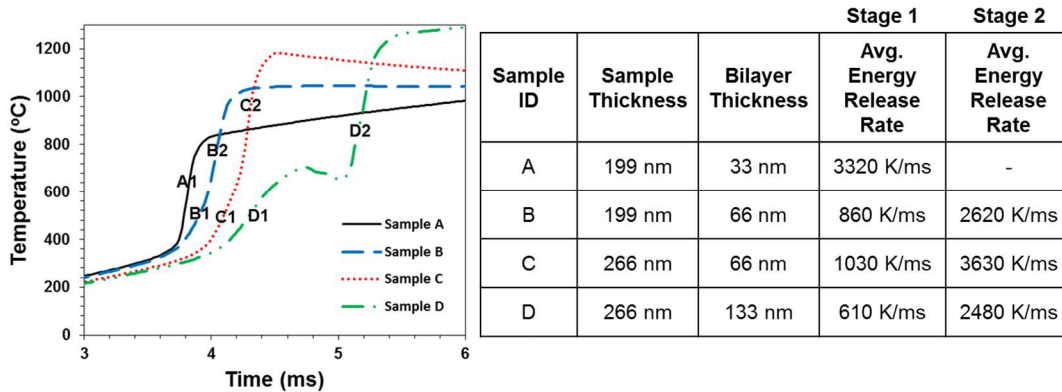 1200
1000
800
600
400
200
0
3
4
5
6
Temperature (°C)
Time (ms)
A1
B1
B2
C1
C2
D1
D2
Sample A
Sample B
Sample C
Sample D
Stage 1 Stage 2
Sample ID
Sample Thickness
Bilayer Thickness
Avg. Energy Release Rate
Avg. Energy Release Rate
A 199 nm 33 nm 3320 K/ms -
B 199 nm 66 nm 860 K/ms 2620 K/ms
C 266 nm 66 nm 1030 K/ms 3630 K/ms
D 266 nm 133 nm 610 K/ms 2480 K/ms